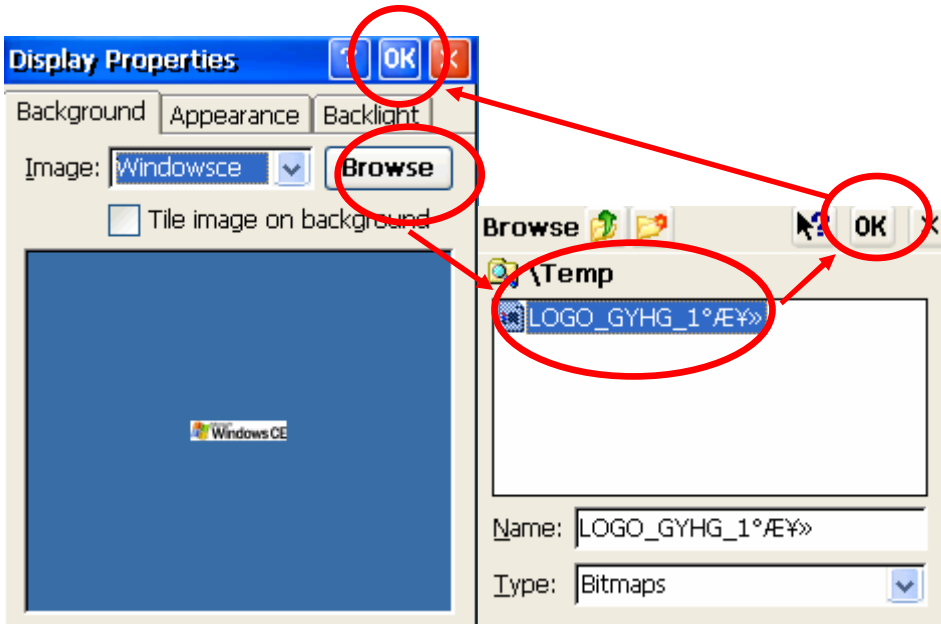 Display Properties ? OK ×
Background Appearance Backlight
Image: Windowsce Browse
Tile image on background
Windows CE
Browse ? OK ×
\Temp
LOGO_GYHG_1°Æ¥»
Name: LOGO_GYHG_1°Æ¥»
Type: Bitmaps